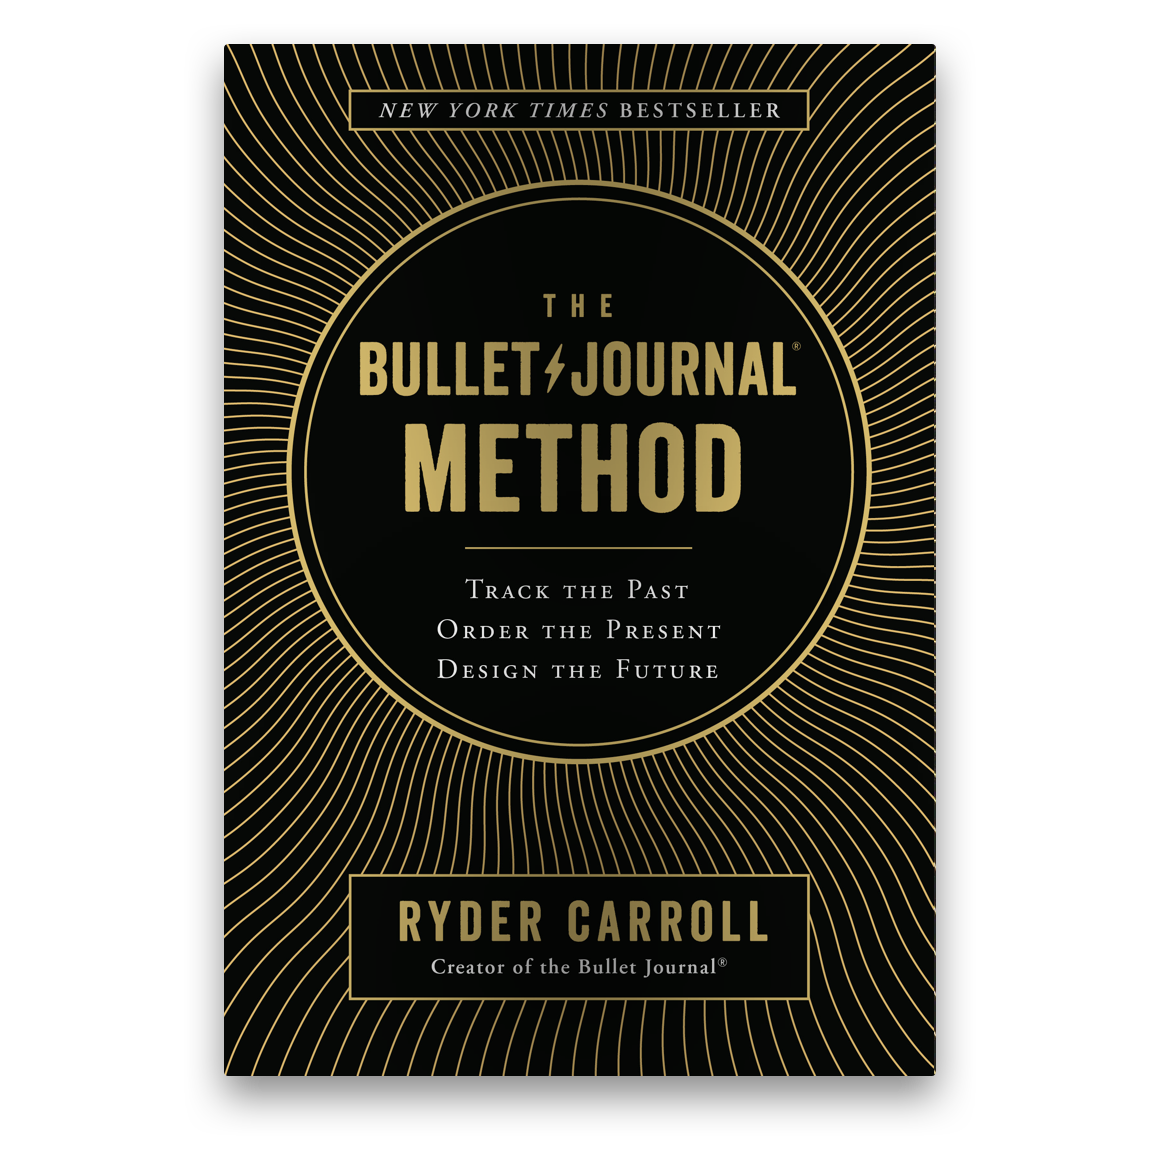 NEW YORK TIMES BESTSELLER
THE
BULLET JOURNAL®
METHOD
TRACK THE PAST
ORDER THE PRESENT
DESIGN THE FUTURE
RYDER CARROLL
Creator of the Bullet Journal®